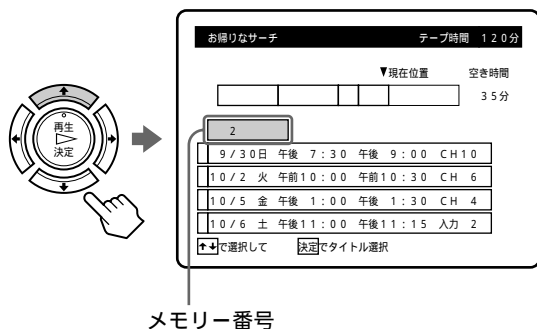 お帰りなサーチ テープ時間 120分
▼現在位置 空き時間
35分
再生
決定
2
9/30日 午後 7:30 午後 9:00 CH10
10/2 火 午前10:00 午前10:30 CH 6
10/5 金 午後 1:00 午後 1:30 CH 4
10/6 土 午後11:00 午後11:15 入力 2
↑↓で選択して 決定でタイトル選択
メモリー番号